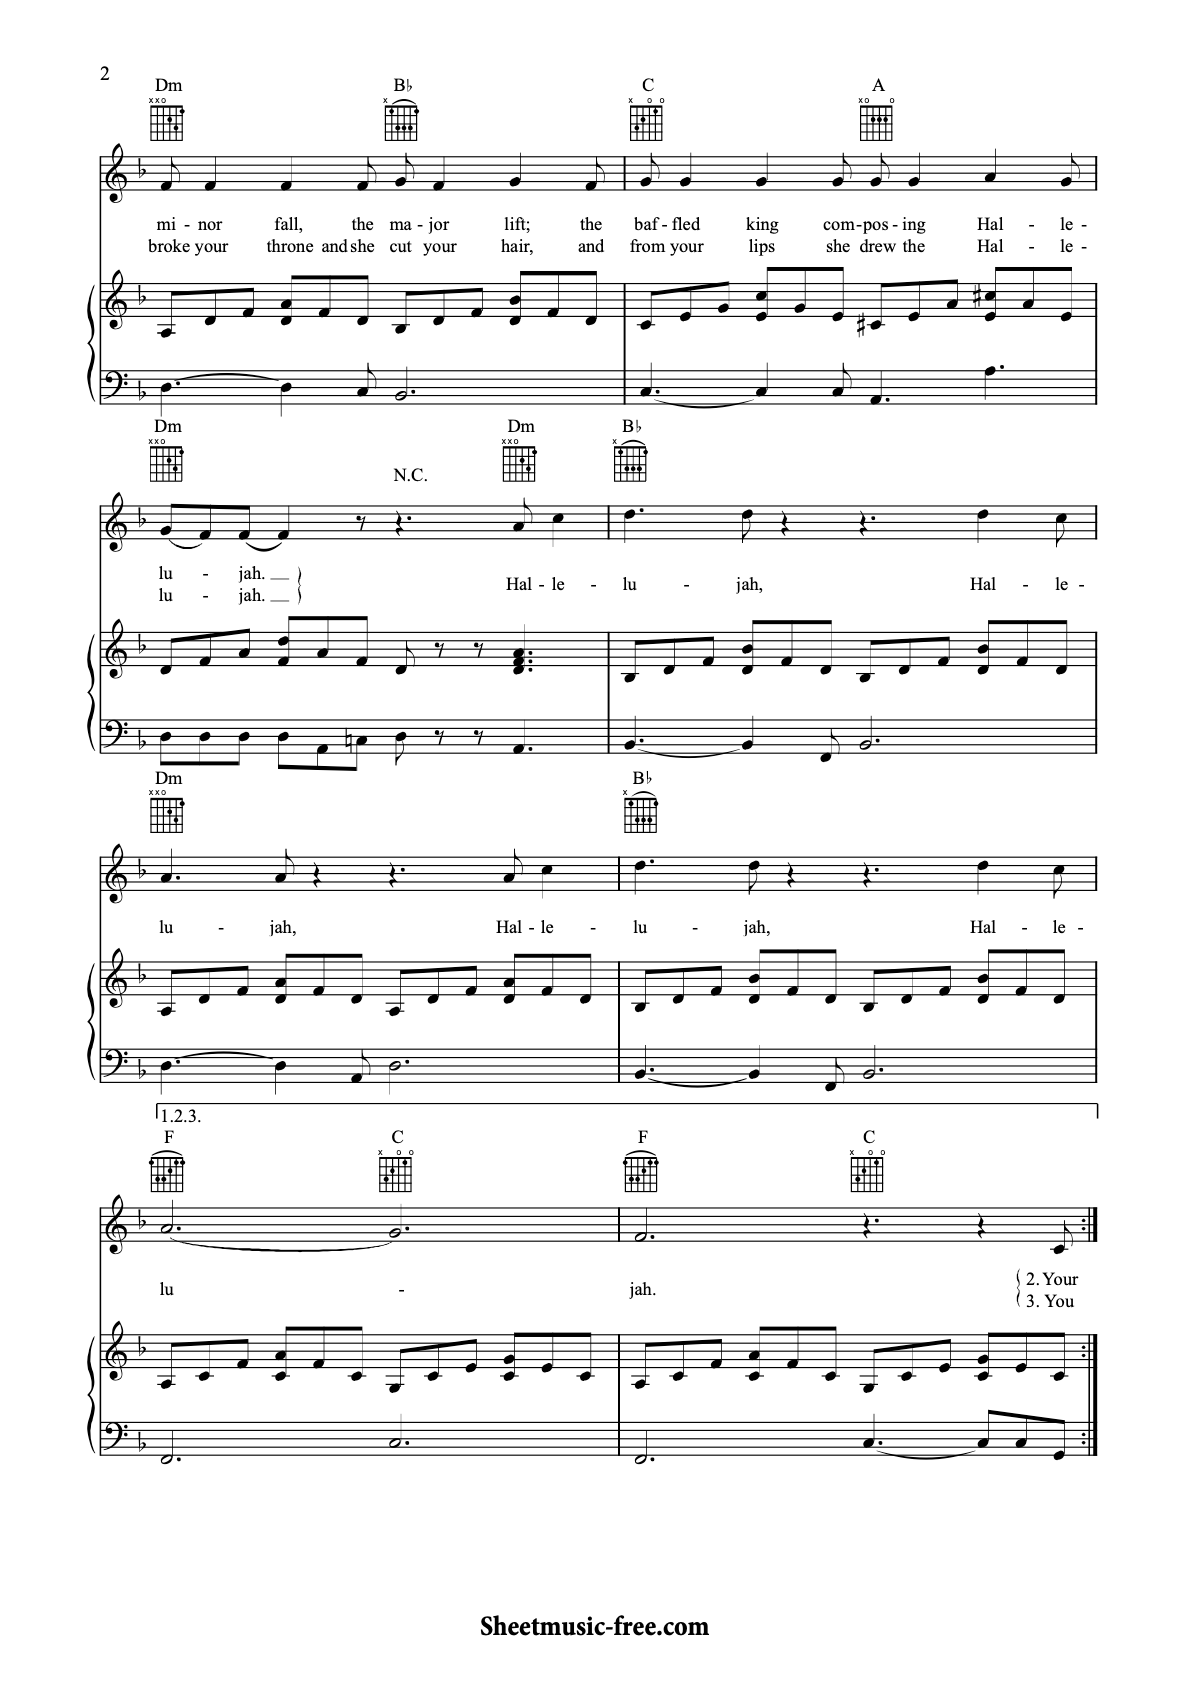 2
Dm B♭ C A
mi - nor fall, the ma - jor lift; the baf - fled king com - pos - ing Hal - le -
broke your throne and she cut your hair, and from your lips she drew the Hal - le -
Dm N.C. Dm B♭
lu - jah. Hal - le - lu - jah, Hal - le -
lu - jah.
Dm B♭
lu - jah, Hal - le - lu - jah, Hal - le -
1.2.3.
F C F C
lu - jah. 2. Your
3. You
Sheetmusic-free.com